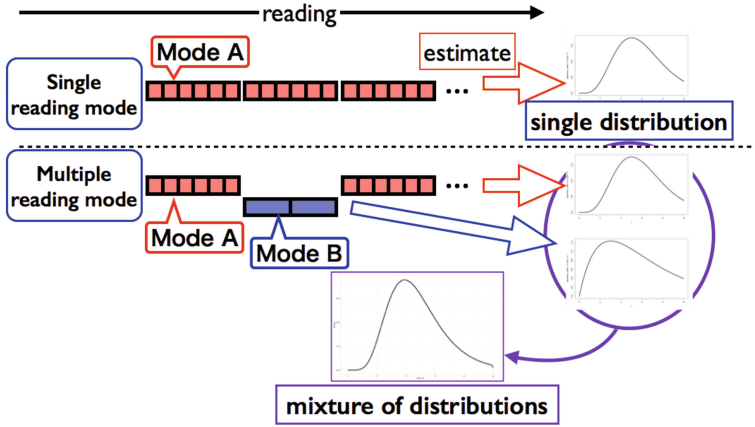 reading
Mode A
estimate
Single
reading mode
...
single distribution
Multiple
reading mode
...
Mode A
Mode B
mixture of distributions